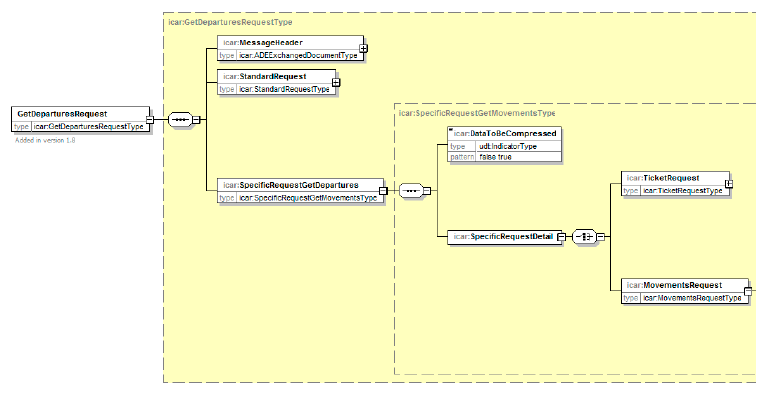 icar:GetDeparturesRequestType
icar:MessageHeader
type icar:ADEExchangedDocumentType
icar:StandardRequest
type icar:StandardRequestType
GetDeparturesRequest
type icar:GetDeparturesRequestType
Added in version 1.8
icar:SpecificRequestGetMovementsType
icar:DataToBeCompressed
type udt:IndicatorType
pattern false true
icar:SpecificRequestGetDepartures
type icar:SpecificRequestGetMovementsType
icar:TicketRequest
type icar:TicketRequestType
icar:SpecificRequestDetail
icar:MovementsRequest
type icar:MovementsRequestType